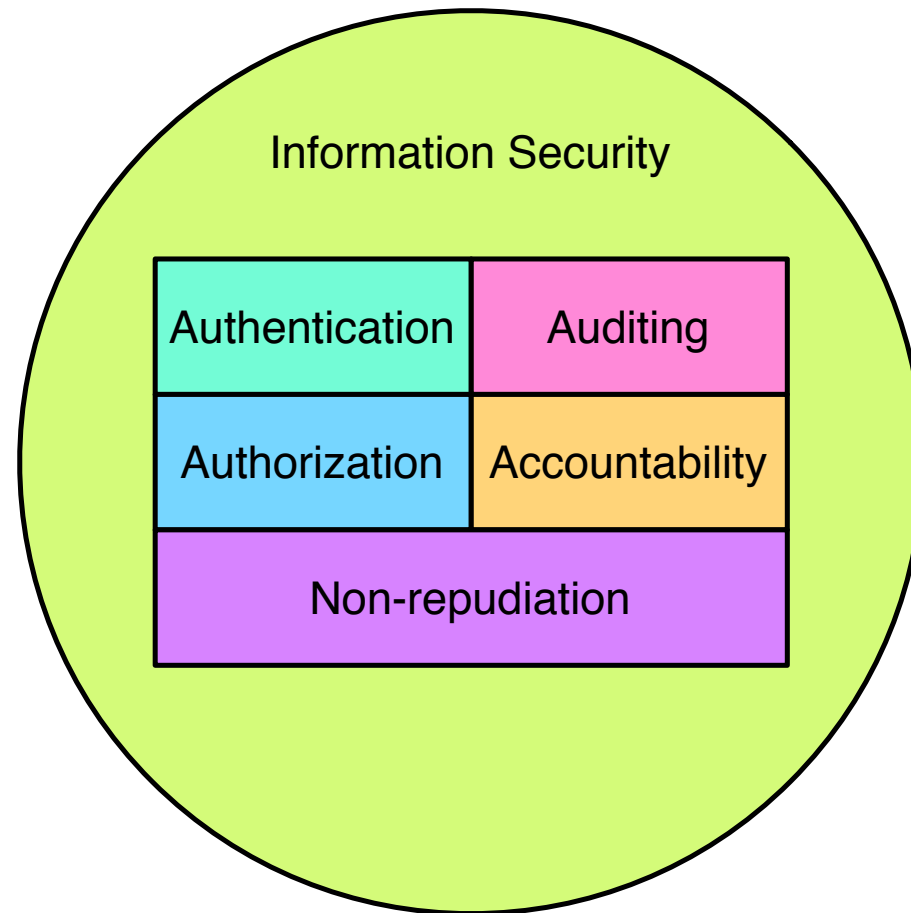 Information Security
Authentication Auditing
Authorization Accountability
Non-repudiation